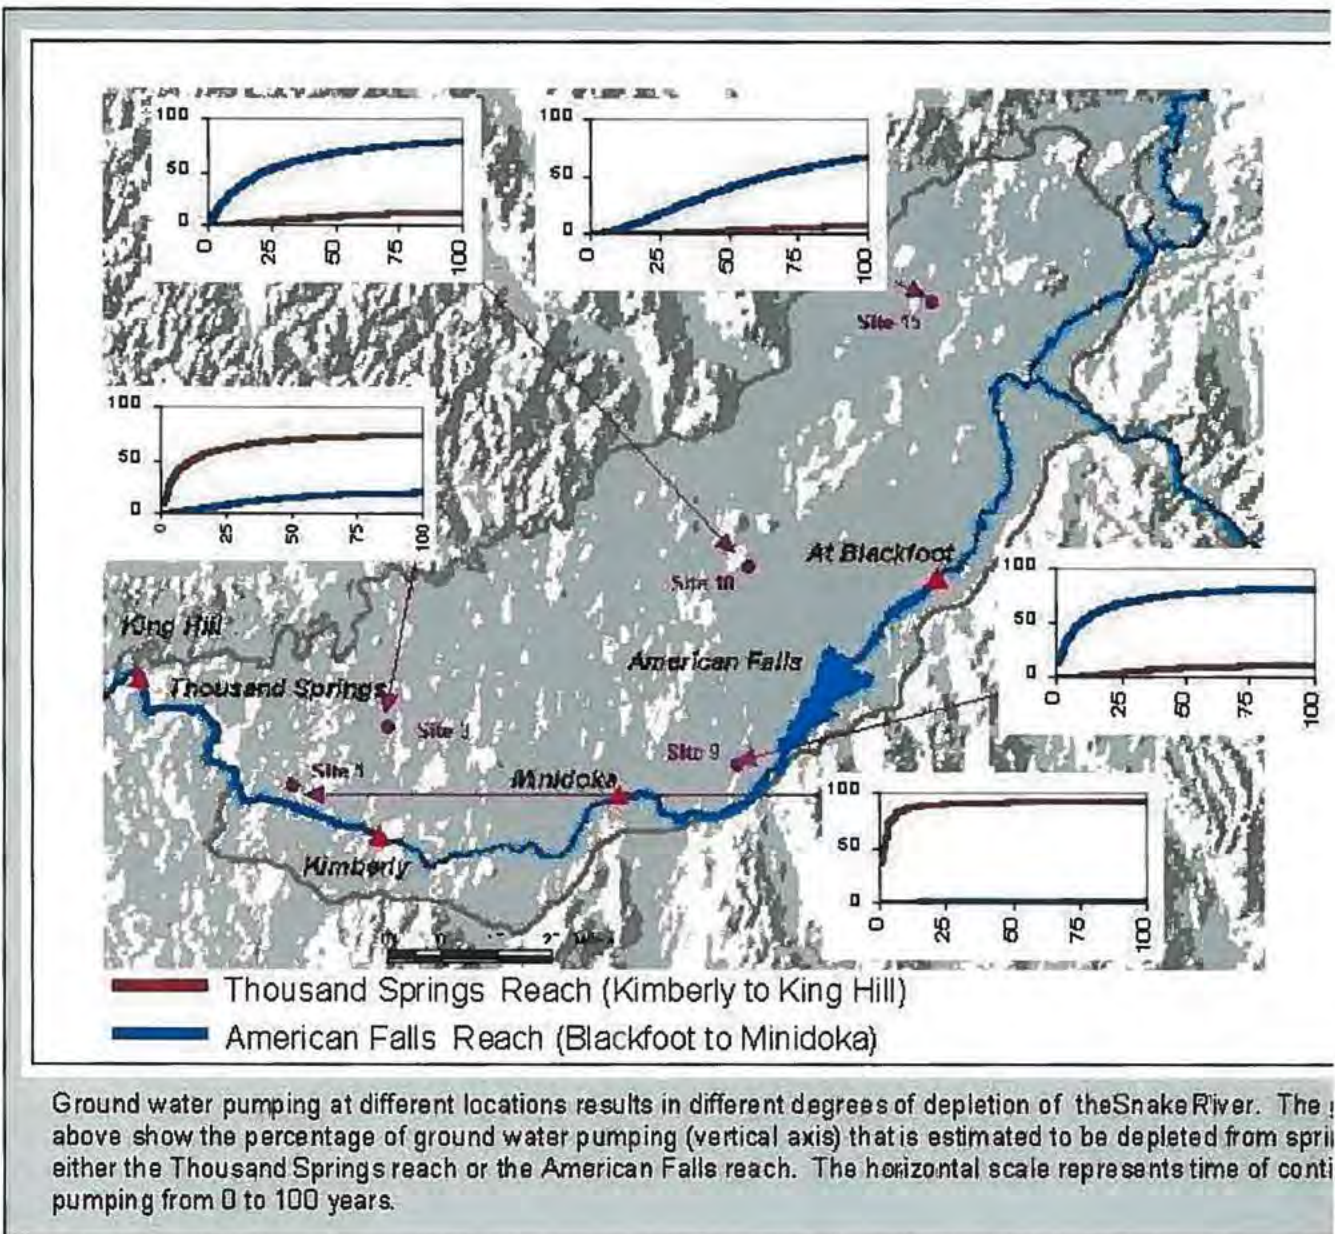 100
50
0
0
25
50
75
100
100
50
0
0
25
50
75
100
Site 15
100
50
0
0
25
50
75
100
Site 10
At Blackfoot
100
50
0
0
25
50
75
100
King Hill
American Falls
Thousand Springs
Site 3
Site 9
Minidoka
Site 1
100
50
0
0
25
50
75
100
Kimberly
Thousand Springs Reach (Kimberly to King Hill)
American Falls Reach (Blackfoot to Minidoka)
Ground water pumping at different locations results in different degrees of depletion of theSnake River. The
above show the percentage of ground water pumping (vertical axis) that is estimated to be depleted from
either the Thousand Springs reach or the American Falls reach. The horizontal scale represents time of
pumping from 0 to 100 years.